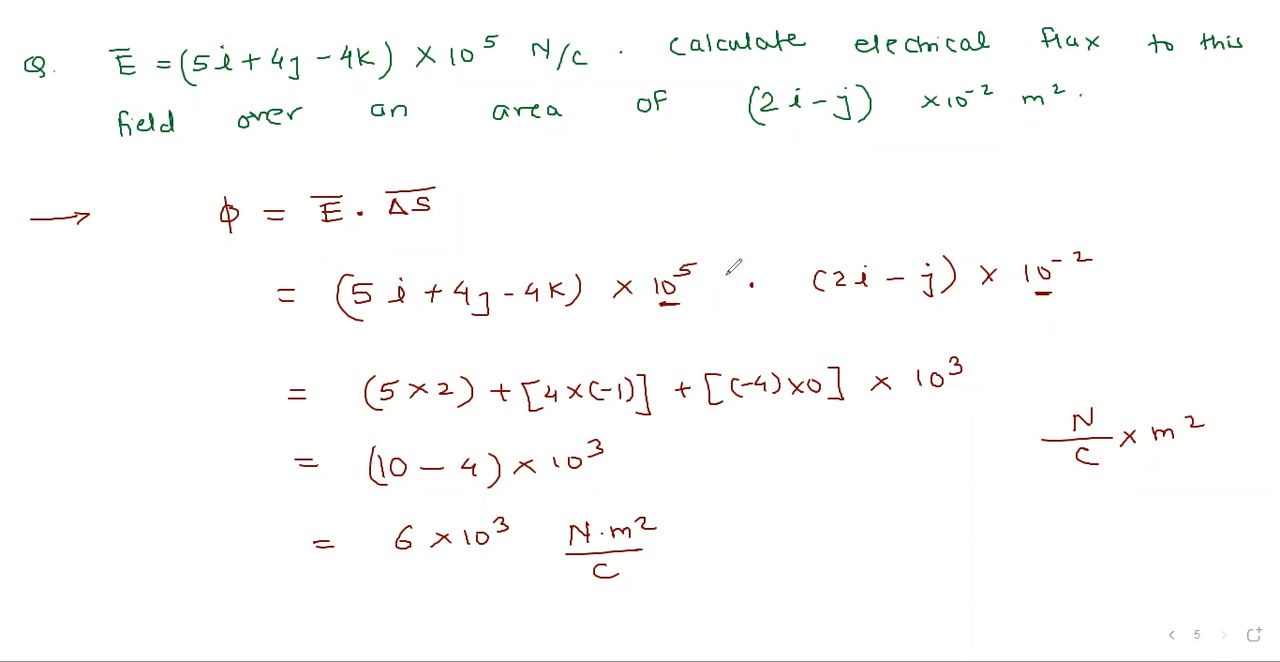 Q. E̅ = (5i + 4j - 4k) × 10⁵ N/C . calculate electrical flux to this
field over an area of (2i - j) ×10⁻² m².
→ ϕ = E̅ . ΔS̅
= (5i + 4j - 4k) × 10⁵ . (2i - j) × 10⁻²
= (5×2) + [4×(-1)] + [(-4)×0] × 10³
N/C × m²
= (10 - 4) × 10³
= 6 × 10³ N.m²/C
< 5 >